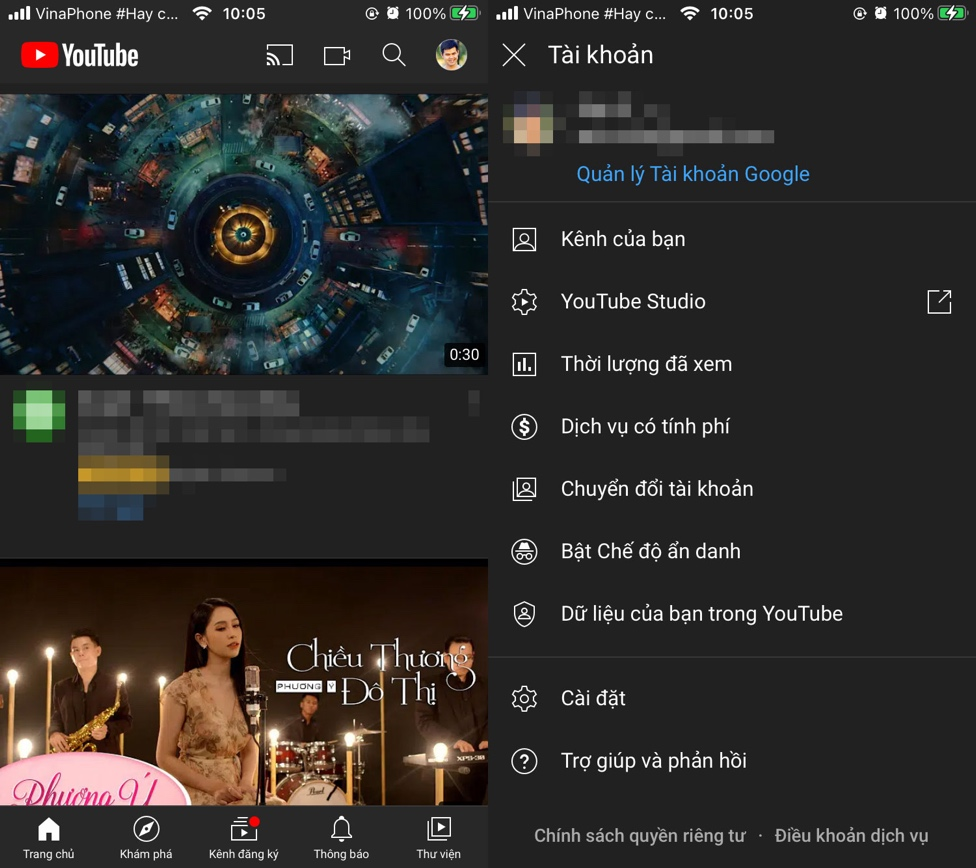 VinaPhone #Hay c... 10:05 100%
YouTube
0:30
Chiều Thương
PHƯƠNG Ý
Đô Thị
XPS-30
Pearl
Phương Ý
Trang chủ
Khám phá
Kênh đăng ký
Thông báo
Thư viện
VinaPhone #Hay c... 10:05 100%
Tài khoản
Quản lý Tài khoản Google
Kênh của bạn
YouTube Studio
Thời lượng đã xem
Dịch vụ có tính phí
Chuyển đổi tài khoản
Bật Chế độ ẩn danh
Dữ liệu của bạn trong YouTube
Cài đặt
Trợ giúp và phản hồi
Chính sách quyền riêng tư · Điều khoản dịch vụ